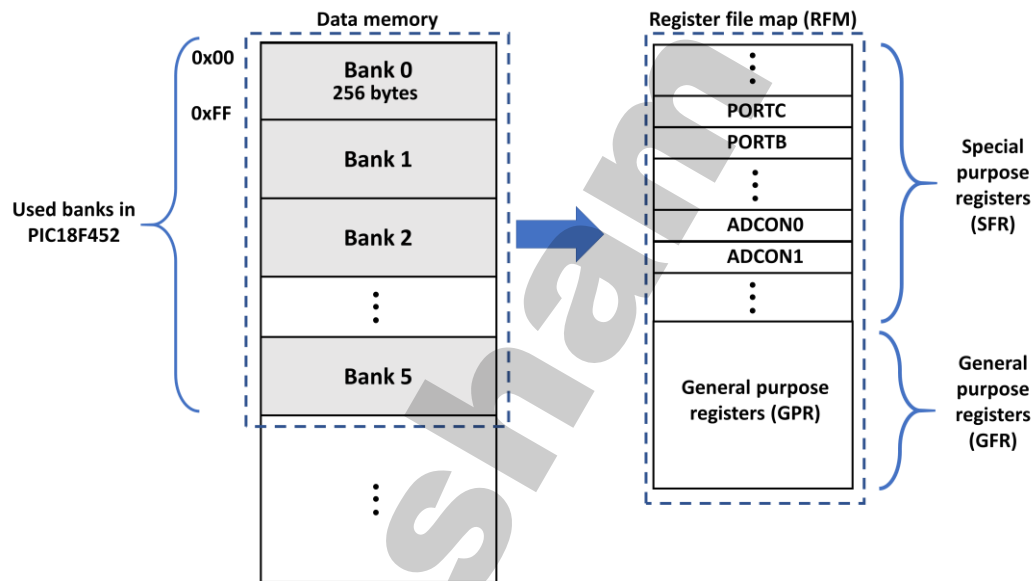 Data memory
0x00
Bank 0
256 bytes
0xFF
Bank 1
Bank 2
Bank 5
Used banks in
PIC18F452
Register file map (RFM)
PORTC
PORTB
ADCON0
ADCON1
General purpose
registers (GPR)
Special
purpose
registers
(SFR)
General
purpose
registers
(GFR)
sham